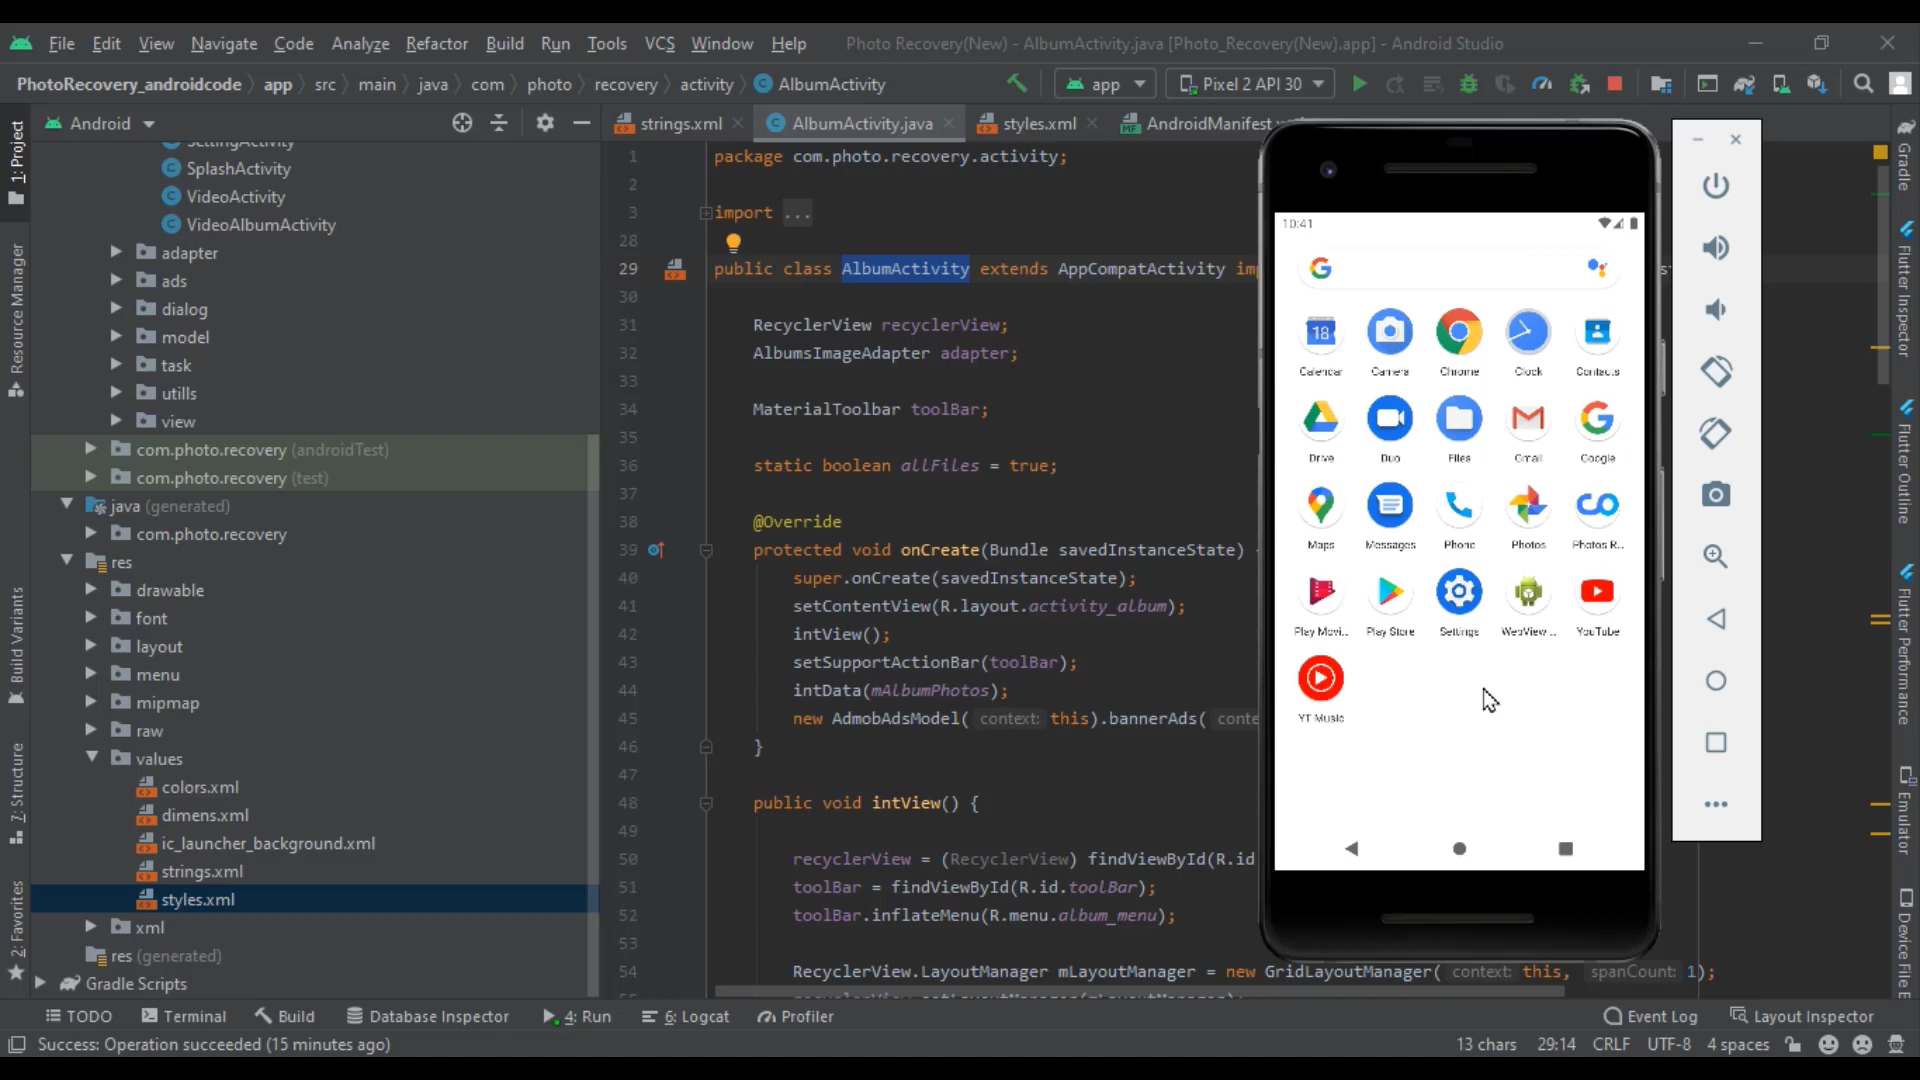 File Edit View Navigate Code Analyze Refactor Build Run Tools VCS Window Help Photo Recovery(New) - AlbumActivity.java [Photo_Recovery(New).app] - Android Studio
PhotoRecovery_androidcode app src main java com photo recovery activity AlbumActivity app Pixel 2 API 30
Android
strings.xml AlbumActivity.java styles.xml AndroidManifest
1: Project
Resource Manager
Build Variants
7: Structure
2: Favorites
SplashActivity
VideoActivity
VideoAlbumActivity
adapter
ads
dialog
model
task
utills
view
com.photo.recovery (androidTest)
com.photo.recovery (test)
java (generated)
com.photo.recovery
res
drawable
font
layout
menu
mipmap
raw
values
colors.xml
dimens.xml
ic_launcher_background.xml
strings.xml
styles.xml
xml
res (generated)
Gradle Scripts
1 package com.photo.recovery.activity;
2
3 import ...
28
29 public class AlbumActivity extends AppCompatActivity im
30
31 RecyclerView recyclerView;
32 AlbumsImageAdapter adapter;
33
34 MaterialToolbar toolBar;
35
36 static boolean allFiles = true;
37
38 @Override
39 protected void onCreate(Bundle savedInstanceState)
40 super.onCreate(savedInstanceState);
41 setContentView(R.layout.activity_album);
42 intView();
43 setSupportActionBar(toolBar);
44 intData(mAlbumPhotos);
45 new AdmobAdsModel( context: this).bannerAds( conte
46 }
47
48 public void intView() {
49
50 recyclerView = (RecyclerView) findViewById(R.id
51 toolBar = findViewById(R.id.toolBar);
52 toolBar.inflateMenu(R.menu.album_menu);
53
54 RecyclerView.LayoutManager mLayoutManager = new GridLayoutManager( context: this, spanCount: 1);
10:41
18
Calendar Camera Chrome Clock Contacts
Drive Duo Files Gmail Google
Maps Messages Phone Photos Photos R...
Play Movi... Play Store Settings WebView ... YouTube
YT Music
Gradle
Flutter Inspector
Flutter Outline
Flutter Performance
Emulator
Device File E
TODO Terminal Build Database Inspector 4: Run 6: Logcat Profiler Event Log Layout Inspector
Success: Operation succeeded (15 minutes ago) 13 chars 29:14 CRLF UTF-8 4 spaces